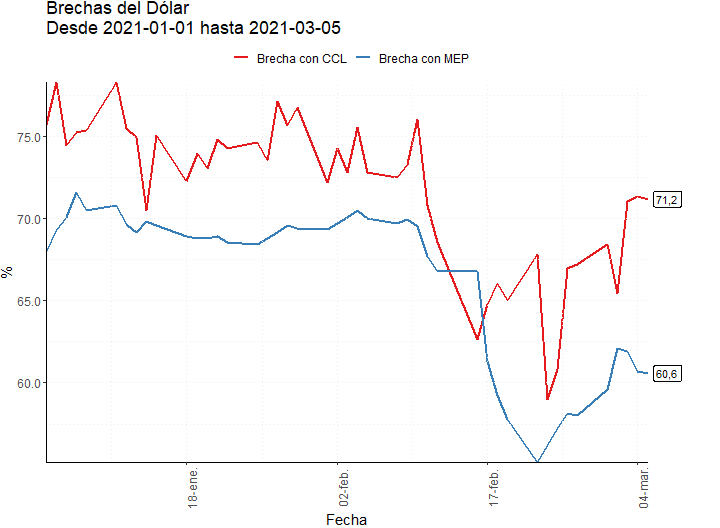 Brechas del Dólar
Desde 2021-01-01 hasta 2021-03-05
Brecha con CCL
Brecha con MEP
75.0
70.0
65.0
60.0
%
71,2
60,6
18-ene.
02-feb.
17-feb.
04-mar.
Fecha